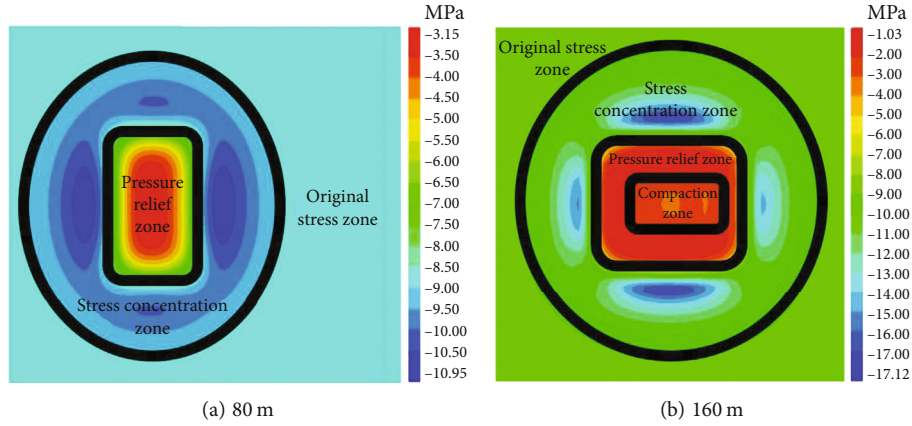 MPa
-3.15
-3.50
-4.00
-4.50
-5.00
-5.50
-6.00
-6.50
-7.00
-7.50
-8.00
-8.50
-9.00
-9.50
-10.00
-10.50
-10.95
Pressure
relief
zone
Original
stress zone
Stress concentration
zone
(a) 80 m
MPa
-1.03
-2.00
-3.00
-4.00
-5.00
-6.00
-7.00
-8.00
-9.00
-10.00
-11.00
-12.00
-13.00
-14.00
-15.00
-16.00
-17.00
-17.12
Original stress
zone
Stress
concentration zone
Pressure relief zone
Compaction
zone
(b) 160 m